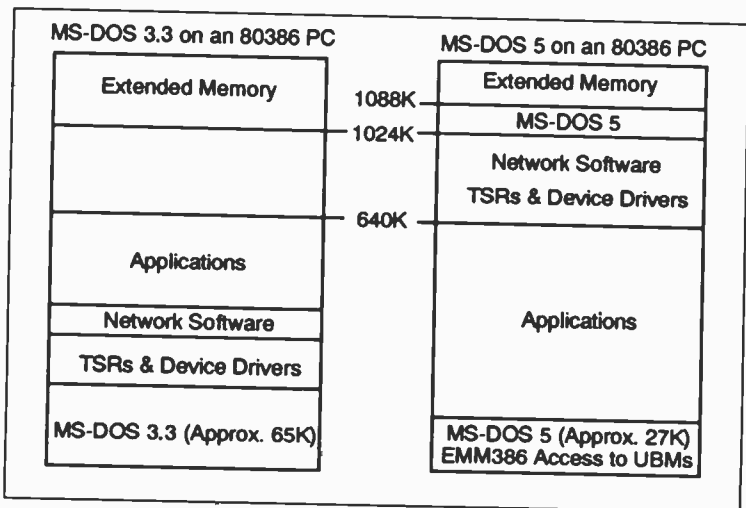 MS-DOS 3.3 on an 80386 PC
Extended Memory
Applications
Network Software
TSRs & Device Drivers
MS-DOS 3.3 (Approx. 65K)
1088K
1024K
640K
MS-DOS 5 on an 80386 PC
Extended Memory
MS-DOS 5
Network Software
TSRs & Device Drivers
Applications
MS-DOS 5 (Approx. 27K)
EMM386 Access to UBMs